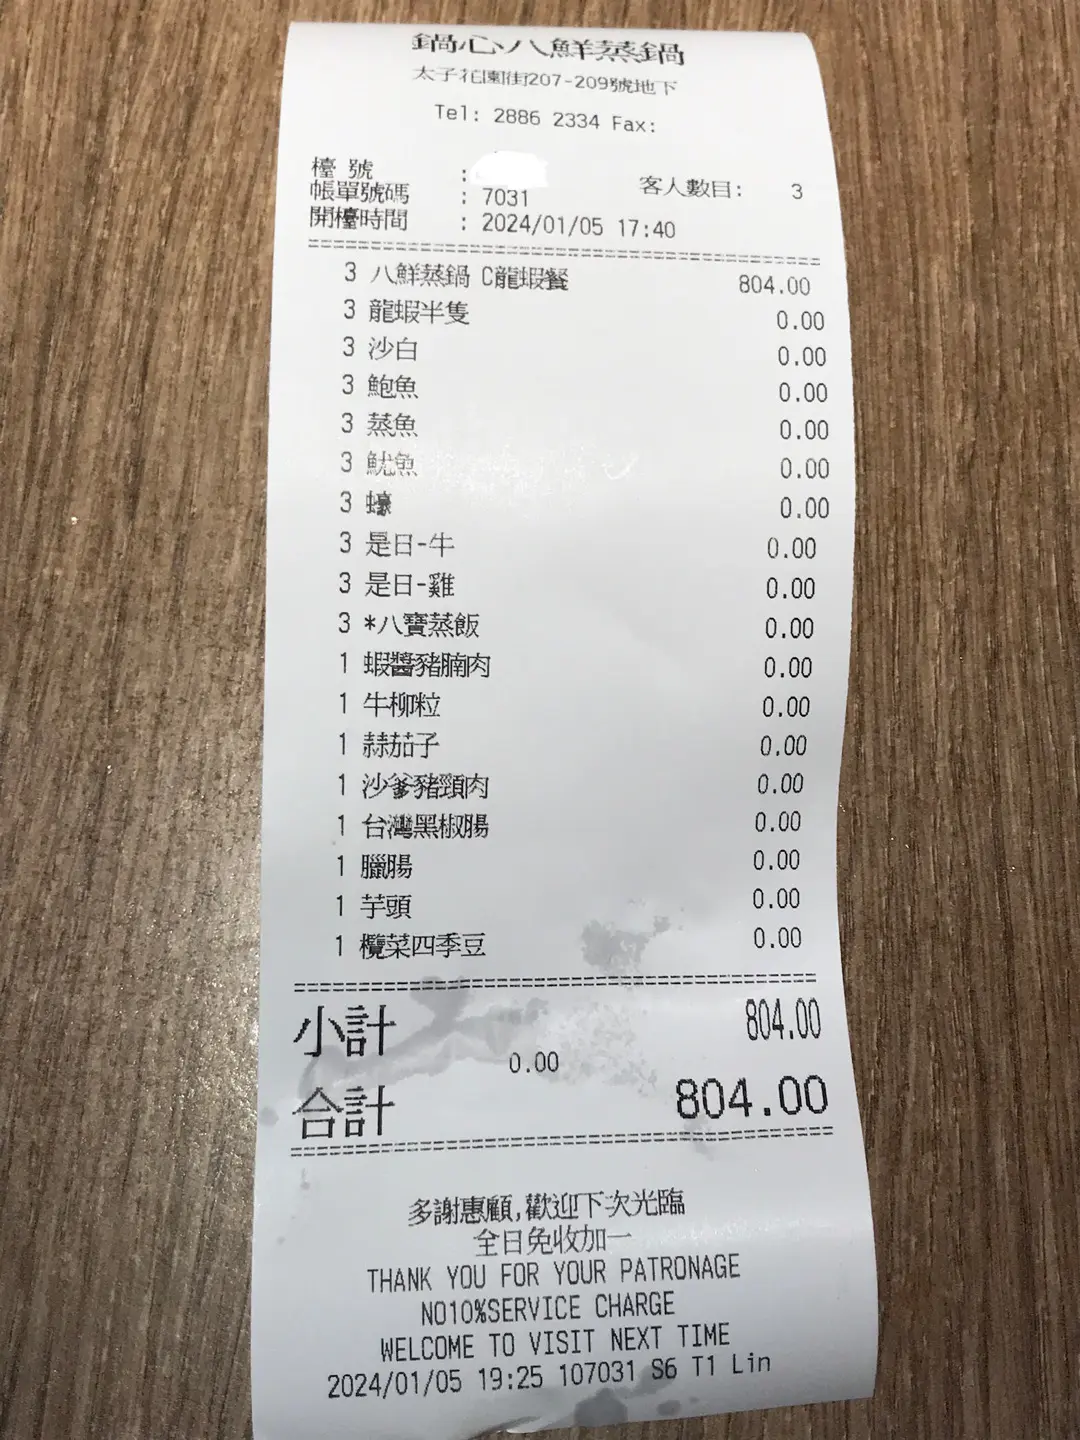 鍋心八鮮蒸鍋
太子花園街207-209號地下
Tel: 2886 2334 Fax:
檯 號 :
客人數目: 3
帳單號碼 : 7031
開檯時間 : 2024/01/05 17:40
3 八鮮蒸鍋 C龍蝦餐 804.00
3 龍蝦半隻 0.00
3 沙白 0.00
3 鮑魚 0.00
3 蒸魚 0.00
3 魷魚 0.00
3 蠔 0.00
3 是日-牛 0.00
3 是日-雞 0.00
3 *八寶蒸飯 0.00
1 蝦醬豬腩肉 0.00
1 牛柳粒 0.00
1 蒜茄子 0.00
1 沙爹豬頸肉 0.00
1 台灣黑椒腸 0.00
1 臘腸 0.00
1 芋頭 0.00
1 欖菜四季豆 0.00
小計 804.00
0.00
合計 804.00
多謝惠顧,歡迎下次光臨
全日免收加一
THANK YOU FOR YOUR PATRONAGE
NO10%SERVICE CHARGE
WELCOME TO VISIT NEXT TIME
2024/01/05 19:25 107031 S6 T1 Lin